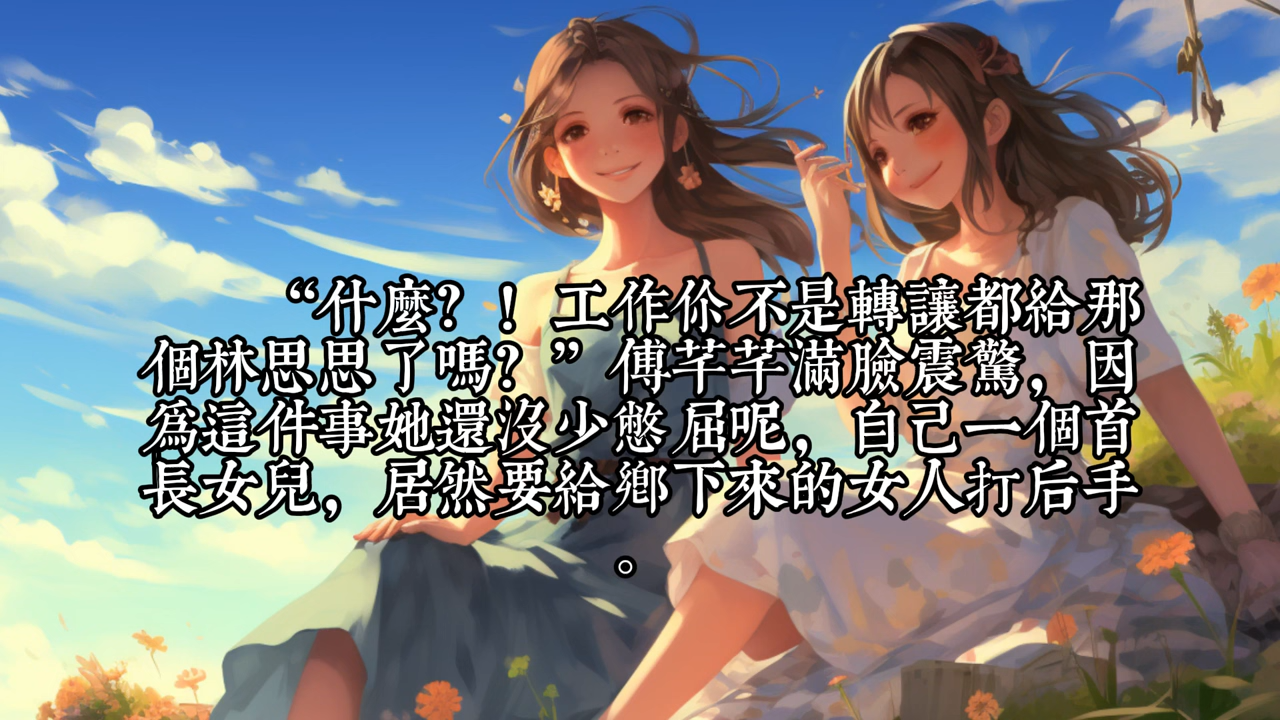 “什麼？！工作你不是轉讓都給那
個林思思了嗎？”傅芊芊滿臉震驚，因
爲這件事她還沒少憋屈呢，自己一個首
長女兒，居然要給鄉下來的女人打后手
。